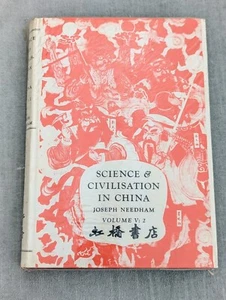 SCIENCE &
CIVILISATION
IN CHINA
JOSEPH NEEDHAM
VOLUME V:2
虹橋書店